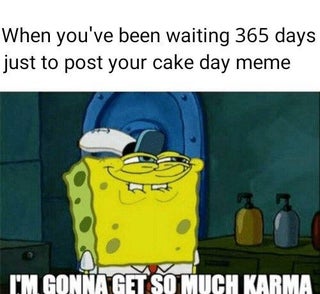 When you've been waiting 365 days
just to post your cake day meme
I'M GONNA GET SO MUCH KARMA